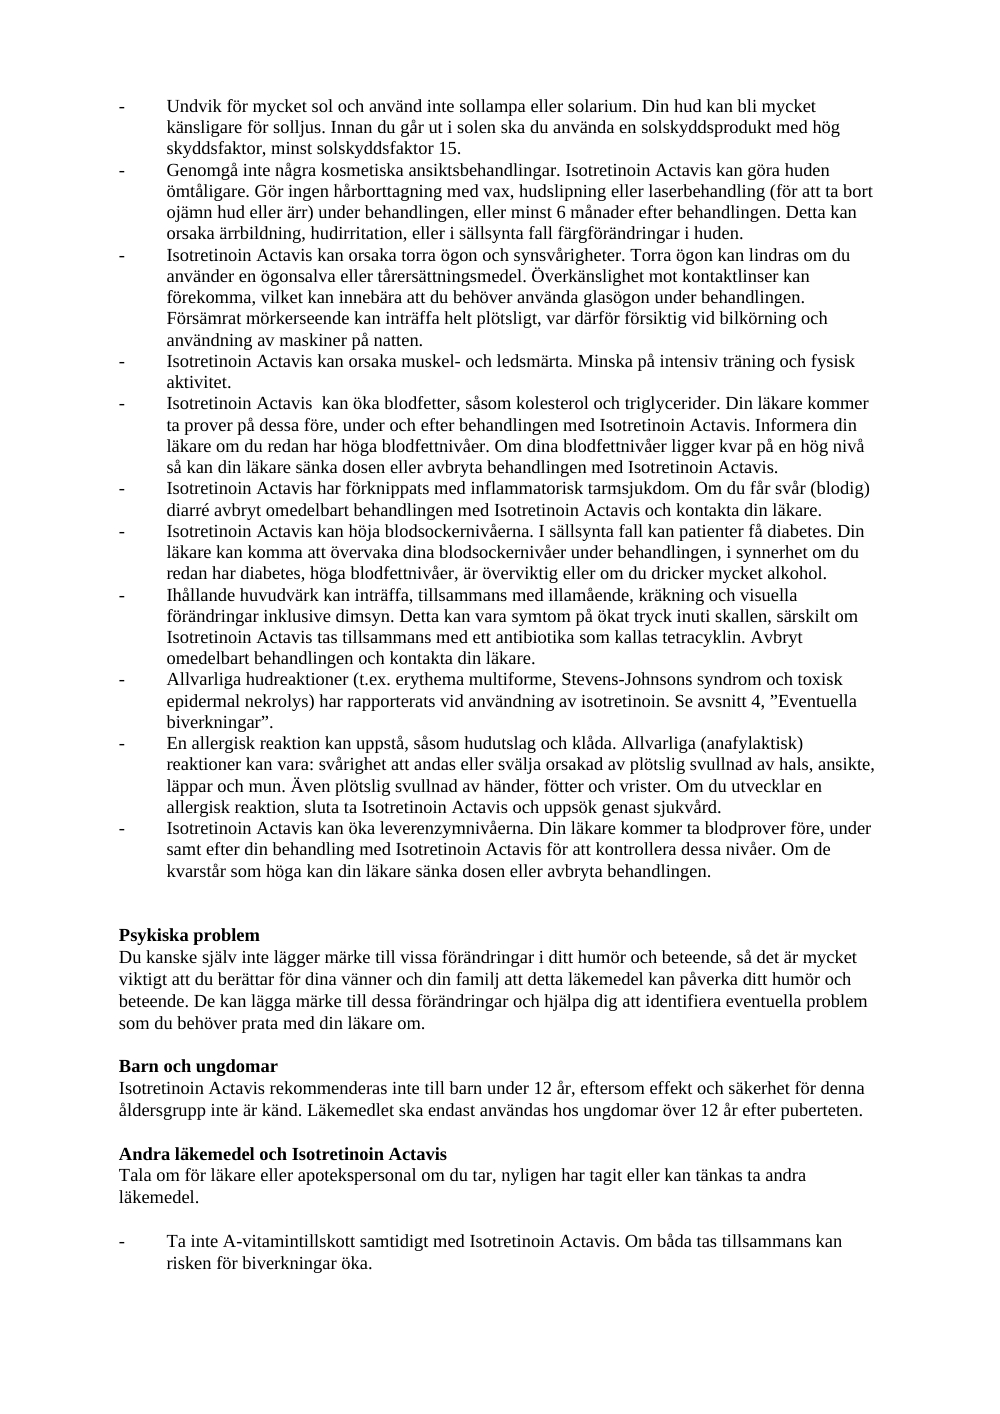 - Undvik för mycket sol och använd inte sollampa eller solarium. Din hud kan bli mycket
känsligare för solljus. Innan du går ut i solen ska du använda en solskyddsprodukt med hög
skyddsfaktor, minst solskyddsfaktor 15.
- Genomgå inte några kosmetiska ansiktsbehandlingar. Isotretinoin Actavis kan göra huden
ömtåligare. Gör ingen hårborttagning med vax, hudslipning eller laserbehandling (för att ta bort
ojämn hud eller ärr) under behandlingen, eller minst 6 månader efter behandlingen. Detta kan
orsaka ärrbildning, hudirritation, eller i sällsynta fall färgförändringar i huden.
- Isotretinoin Actavis kan orsaka torra ögon och synsvårigheter. Torra ögon kan lindras om du
använder en ögonsalva eller tårersättningsmedel. Överkänslighet mot kontaktlinser kan
förekomma, vilket kan innebära att du behöver använda glasögon under behandlingen.
Försämrat mörkerseende kan inträffa helt plötsligt, var därför försiktig vid bilkörning och
användning av maskiner på natten.
- Isotretinoin Actavis kan orsaka muskel- och ledsmärta. Minska på intensiv träning och fysisk
aktivitet.
- Isotretinoin Actavis  kan öka blodfetter, såsom kolesterol och triglycerider. Din läkare kommer
ta prover på dessa före, under och efter behandlingen med Isotretinoin Actavis. Informera din
läkare om du redan har höga blodfettnivåer. Om dina blodfettnivåer ligger kvar på en hög nivå
så kan din läkare sänka dosen eller avbryta behandlingen med Isotretinoin Actavis.
- Isotretinoin Actavis har förknippats med inflammatorisk tarmsjukdom. Om du får svår (blodig)
diarré avbryt omedelbart behandlingen med Isotretinoin Actavis och kontakta din läkare.
- Isotretinoin Actavis kan höja blodsockernivåerna. I sällsynta fall kan patienter få diabetes. Din
läkare kan komma att övervaka dina blodsockernivåer under behandlingen, i synnerhet om du
redan har diabetes, höga blodfettnivåer, är överviktig eller om du dricker mycket alkohol.
- Ihållande huvudvärk kan inträffa, tillsammans med illamående, kräkning och visuella
förändringar inklusive dimsyn. Detta kan vara symtom på ökat tryck inuti skallen, särskilt om
Isotretinoin Actavis tas tillsammans med ett antibiotika som kallas tetracyklin. Avbryt
omedelbart behandlingen och kontakta din läkare.
- Allvarliga hudreaktioner (t.ex. erythema multiforme, Stevens-Johnsons syndrom och toxisk
epidermal nekrolys) har rapporterats vid användning av isotretinoin. Se avsnitt 4, ”Eventuella
biverkningar”.
- En allergisk reaktion kan uppstå, såsom hudutslag och klåda. Allvarliga (anafylaktisk)
reaktioner kan vara: svårighet att andas eller svälja orsakad av plötslig svullnad av hals, ansikte,
läppar och mun. Även plötslig svullnad av händer, fötter och vrister. Om du utvecklar en
allergisk reaktion, sluta ta Isotretinoin Actavis och uppsök genast sjukvård.
- Isotretinoin Actavis kan öka leverenzymnivåerna. Din läkare kommer ta blodprover före, under
samt efter din behandling med Isotretinoin Actavis för att kontrollera dessa nivåer. Om de
kvarstår som höga kan din läkare sänka dosen eller avbryta behandlingen.
Psykiska problem
Du kanske själv inte lägger märke till vissa förändringar i ditt humör och beteende, så det är mycket
viktigt att du berättar för dina vänner och din familj att detta läkemedel kan påverka ditt humör och
beteende. De kan lägga märke till dessa förändringar och hjälpa dig att identifiera eventuella problem
som du behöver prata med din läkare om.
Barn och ungdomar
Isotretinoin Actavis rekommenderas inte till barn under 12 år, eftersom effekt och säkerhet för denna
åldersgrupp inte är känd. Läkemedlet ska endast användas hos ungdomar över 12 år efter puberteten.
Andra läkemedel och Isotretinoin Actavis
Tala om för läkare eller apotekspersonal om du tar, nyligen har tagit eller kan tänkas ta andra
läkemedel.
- Ta inte A-vitamintillskott samtidigt med Isotretinoin Actavis. Om båda tas tillsammans kan
risken för biverkningar öka.